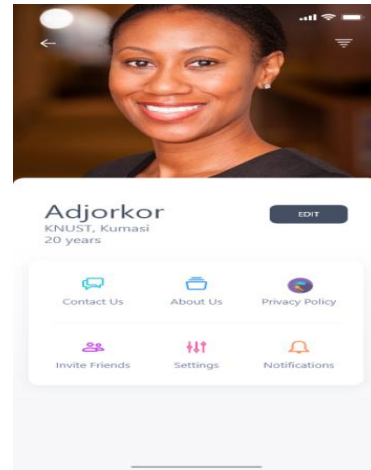 Adjorkor
EDIT
KNUST, Kumasi
20 years
Contact Us
About Us
Privacy Policy
Invite Friends
Settings
Notifications